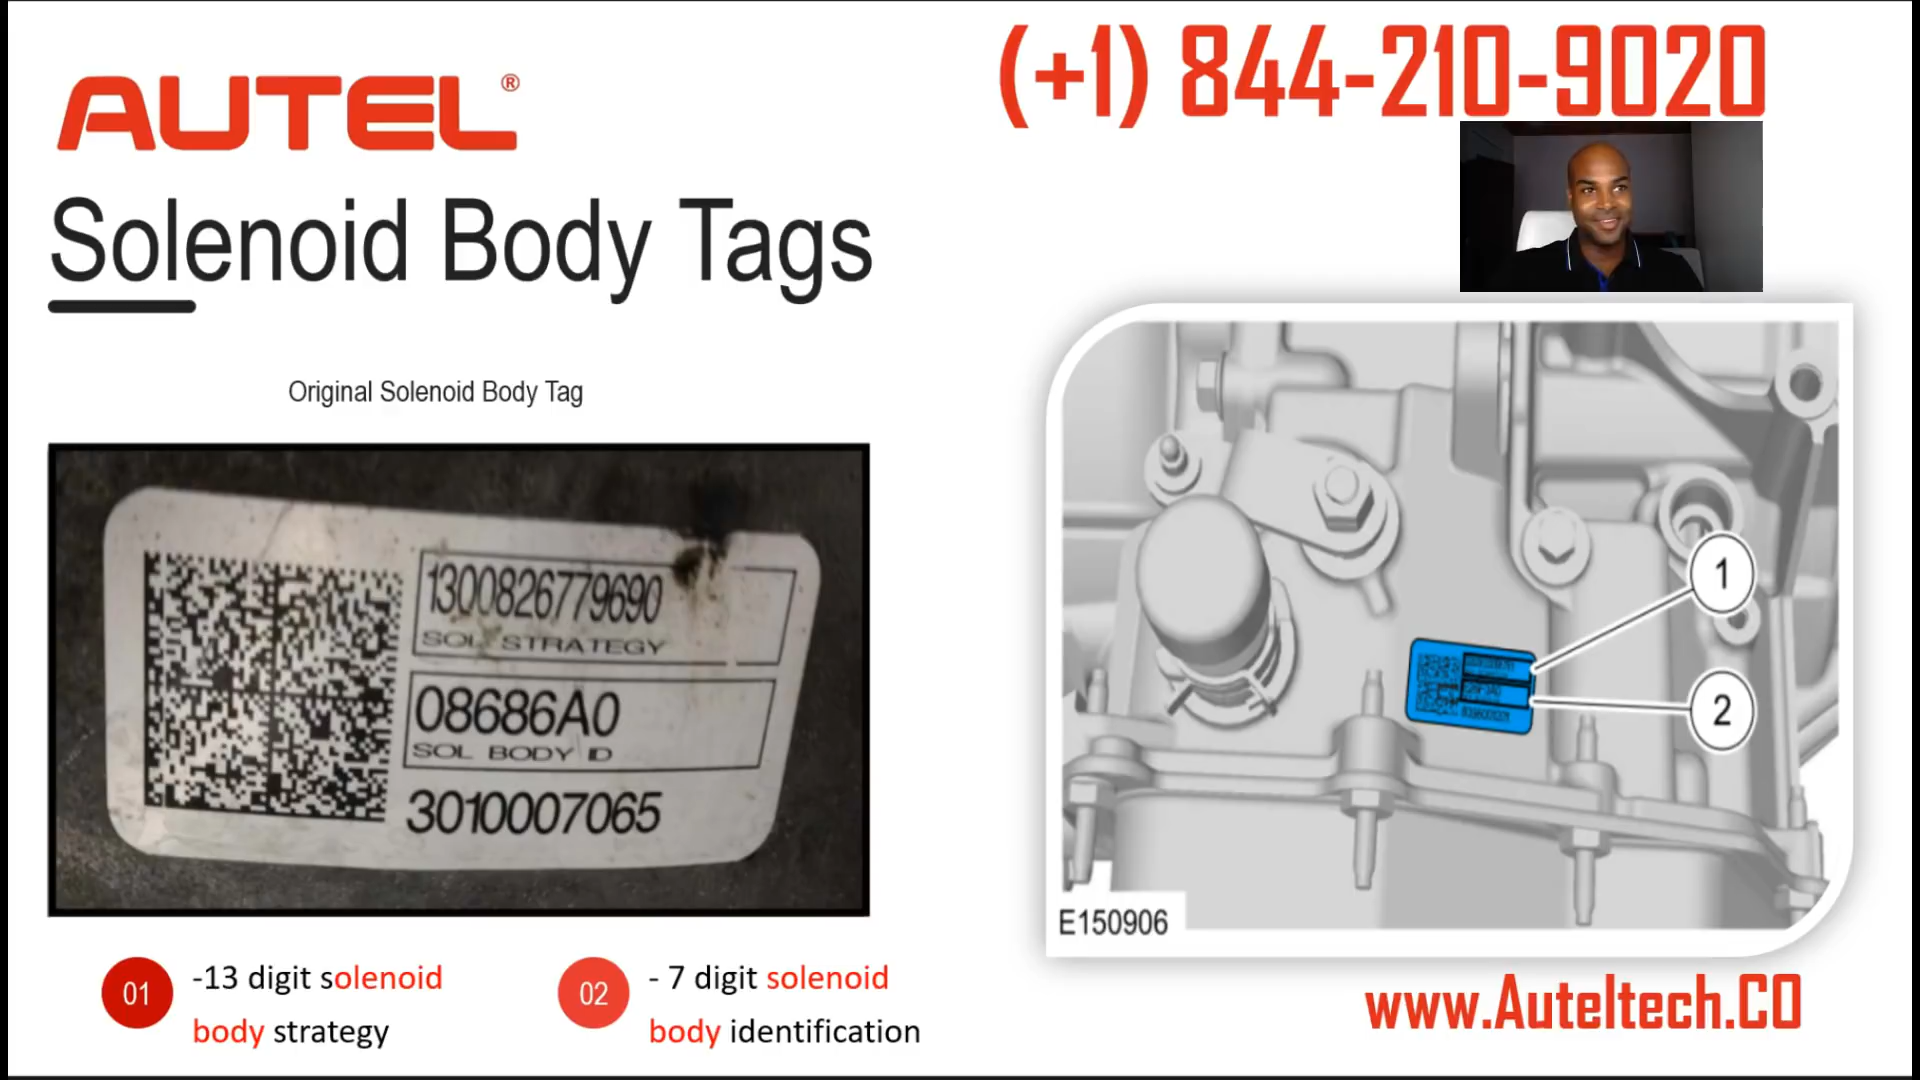 AUTEL®
(+1) 844-210-9020
Solenoid Body Tags
Original Solenoid Body Tag
1300826779690
SOL STRATEGY
08686A0
SOL BODY ID
3010007065
1
2
E150906
01
-13 digit solenoid
body strategy
02
- 7 digit solenoid
body identification
www.Auteltech.CO